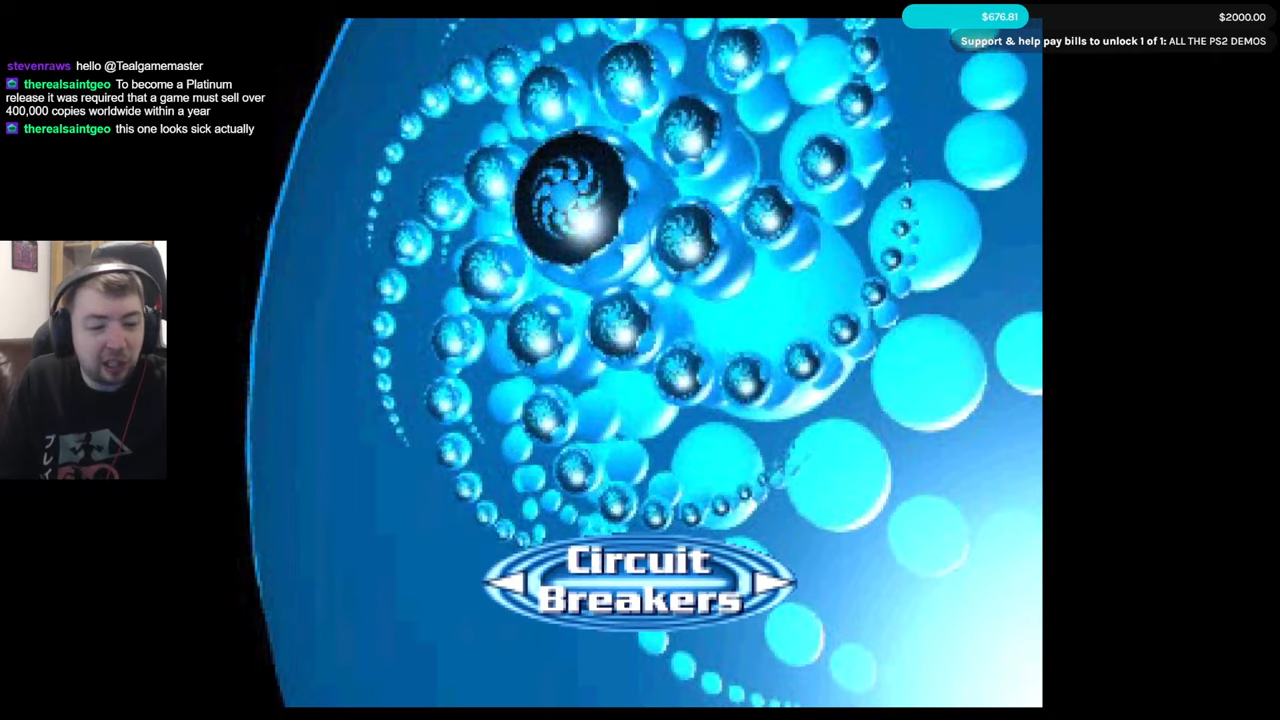 $676.81
$2000.00
Support & help pay bills to unlock 1 of 1: ALL THE PS2 DEMOS
stevenraws hello @Tealgamemaster
therealsaintgeo To become a Platinum
release it was required that a game must sell over
400,000 copies worldwide within a year
therealsaintgeo this one looks sick actually
Circuit
Breakers